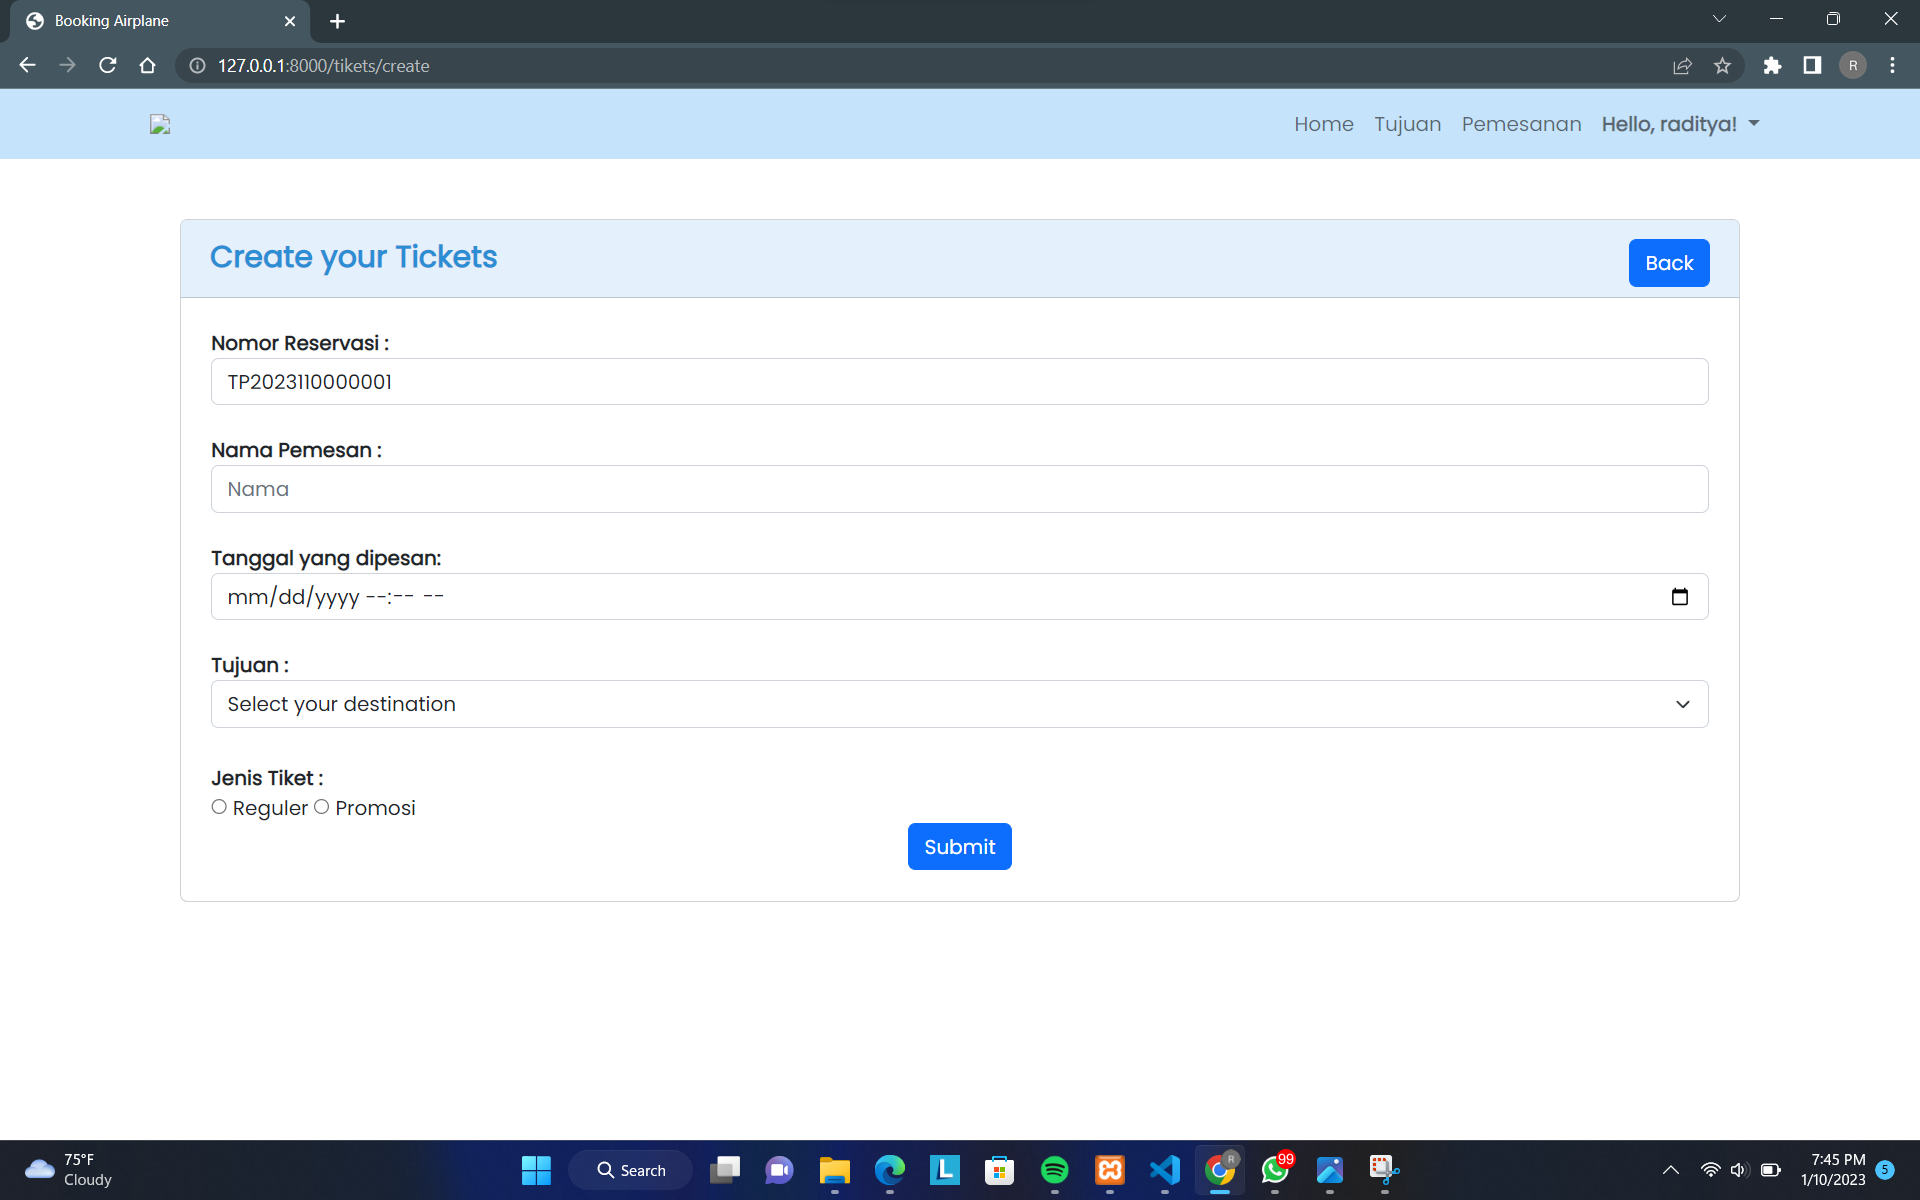 Booking Airplane
127.0.0.1:8000/tikets/create
R
Home Tujuan Pemesanan Hello, raditya!
Create your Tickets
Back
Nomor Reservasi :
TP2023110000001
Nama Pemesan :
Nama
Tanggal yang dipesan:
mm/dd/yyyy --:-- --
Tujuan :
Select your destination
Jenis Tiket :
Reguler Promosi
Submit
75°F
Cloudy
Search
L
R
99
7:45 PM
1/10/2023
5